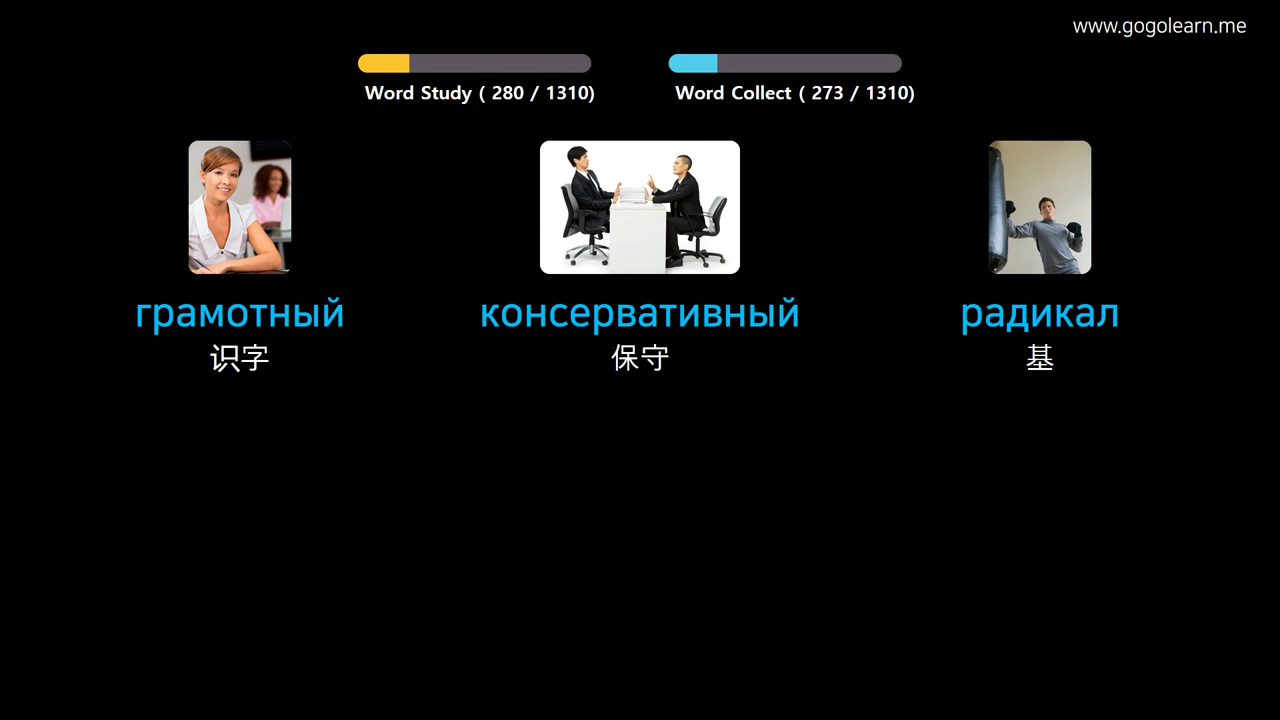 www.gogolearn.me
Word Study ( 280 / 1310)
Word Collect ( 273 / 1310)
грамотный
консервативный
радикал
识字
保守
基